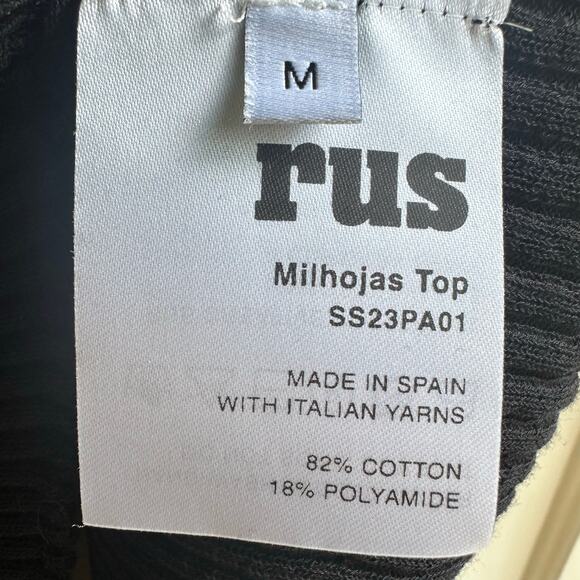 M
rus
Milhojas Top
SS23PA01
MADE IN SPAIN
WITH ITALIAN YARNS
82% COTTON
18% POLYAMIDE